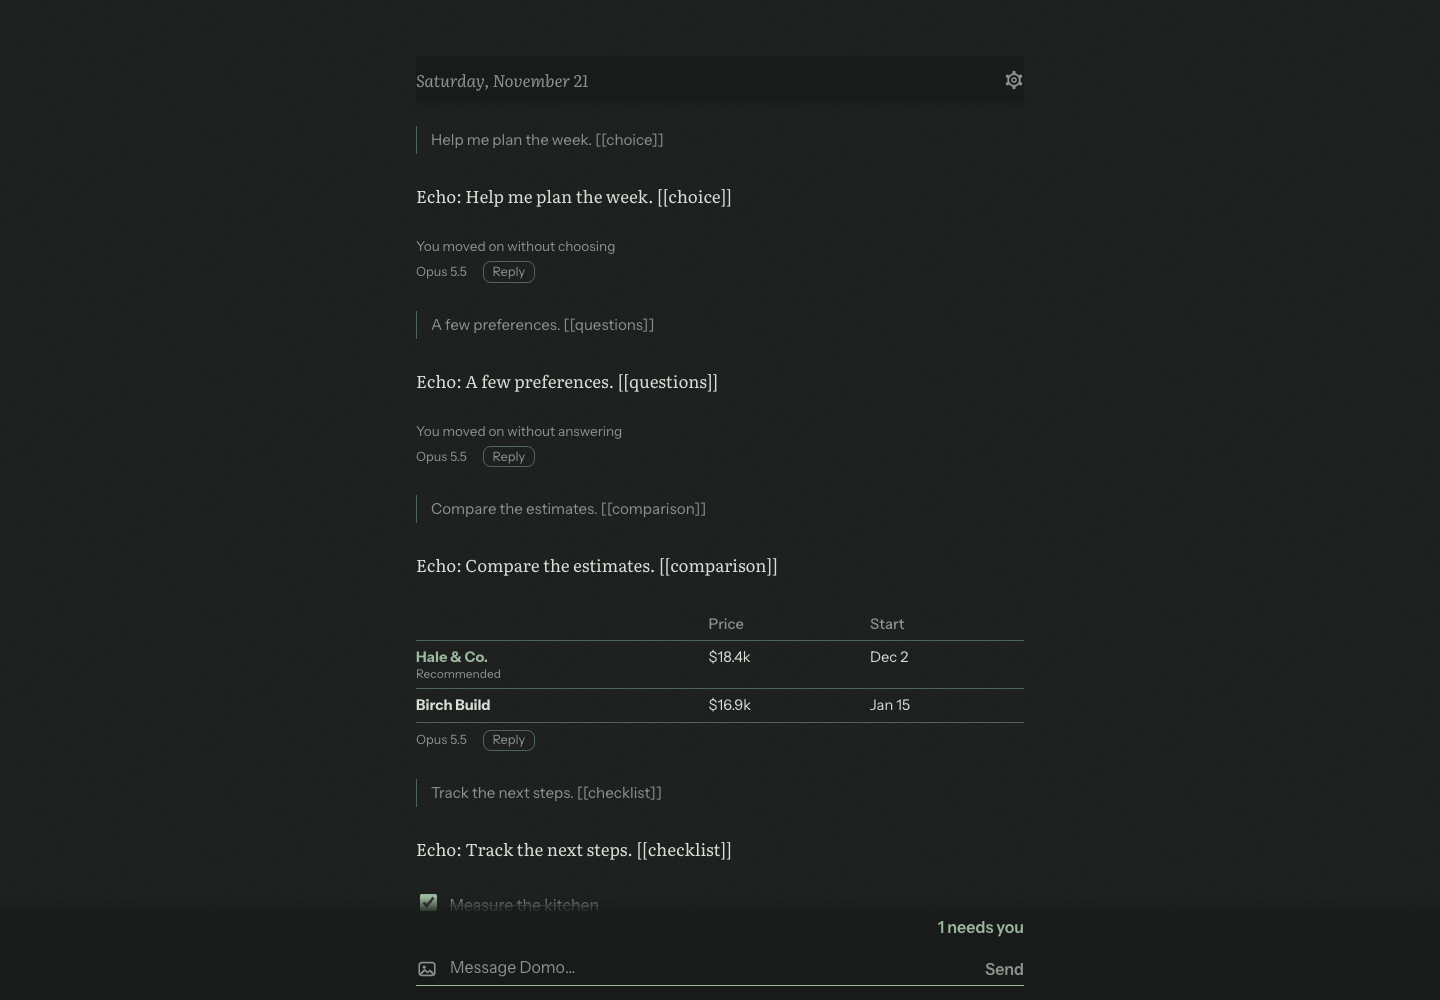 Saturday, November 21
Help me plan the week. [[choice]]
Echo: Help me plan the week. [[choice]]
You moved on without choosing
Opus 5.5 Reply
A few preferences. [[questions]]
Echo: A few preferences. [[questions]]
You moved on without answering
Opus 5.5 Reply
Compare the estimates. [[comparison]]
Echo: Compare the estimates. [[comparison]]
Price Start
Hale & Co. $18.4k Dec 2
Recommended
Birch Build $16.9k Jan 15
Opus 5.5 Reply
Track the next steps. [[checklist]]
Echo: Track the next steps. [[checklist]]
Measure the kitchen
1 needs you
Message Domo... Send